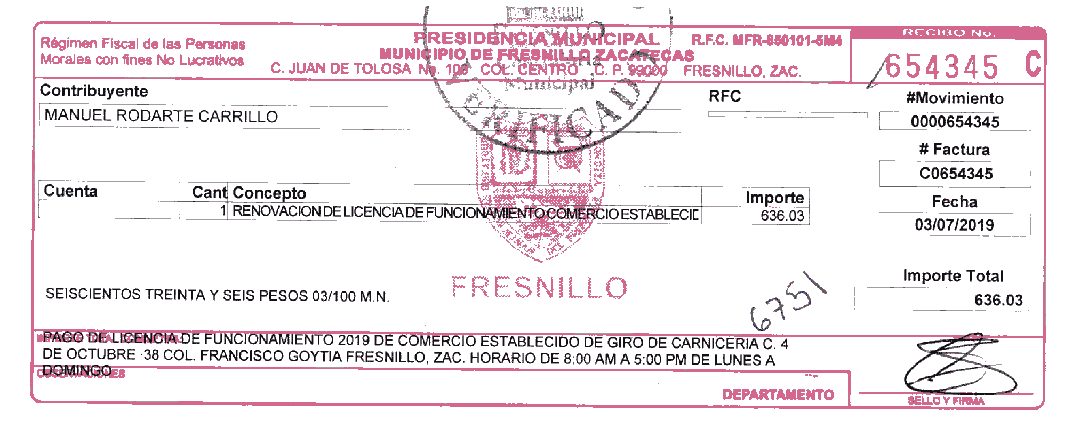 PRESIDENCIA MUNICIPAL
MUNICIPIO DE FRESNILLO ZACATECAS
C. JUAN DE TOLOSA No. 100 COL. CENTRO C. P. 99000 FRESNILLO, ZAC.
R.F.C. MFR-850101-5M4
RECIBO No.
654345 C
Régimen Fiscal de las Personas
Morales con fines No Lucrativos
Municipal
VERIFICADO
Contribuyente
MANUEL RODARTE CARRILLO
RFC
#Movimiento
0000654345
# Factura
C0654345
Fecha
03/07/2019
Cuenta Cant Concepto Importe
1 RENOVACION DE LICENCIA DE FUNCIONAMIENTO COMERCIO ESTABLECID 636.03
FRESNILLO
Importe Total
636.03
SEISCIENTOS TREINTA Y SEIS PESOS 03/100 M.N.
6751
PAGO DE LICENCIA DE FUNCIONAMIENTO 2019 DE COMERCIO ESTABLECIDO DE GIRO DE CARNICERIA C. 4
DE OCTUBRE -38 COL. FRANCISCO GOYTIA FRESNILLO, ZAC. HORARIO DE 8:00 AM A 5:00 PM DE LUNES A
DOMINGO
OBSERVACIONES
DEPARTAMENTO
SELLO Y FIRMA